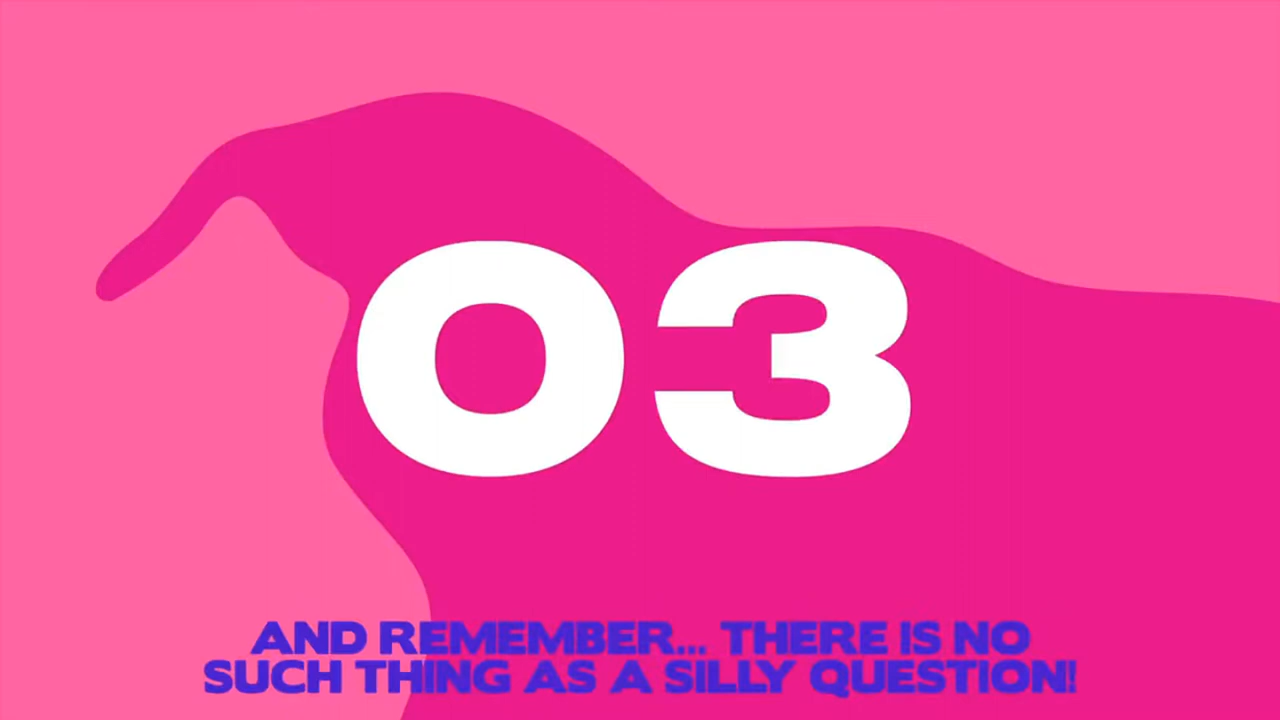 03
AND REMEMBER... THERE IS NO
SUCH THING AS A SILLY QUESTION!